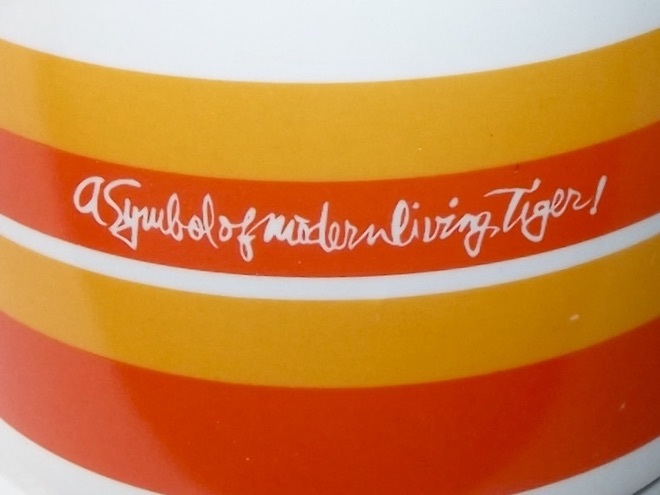 a Symbol of modern living, Tiger!